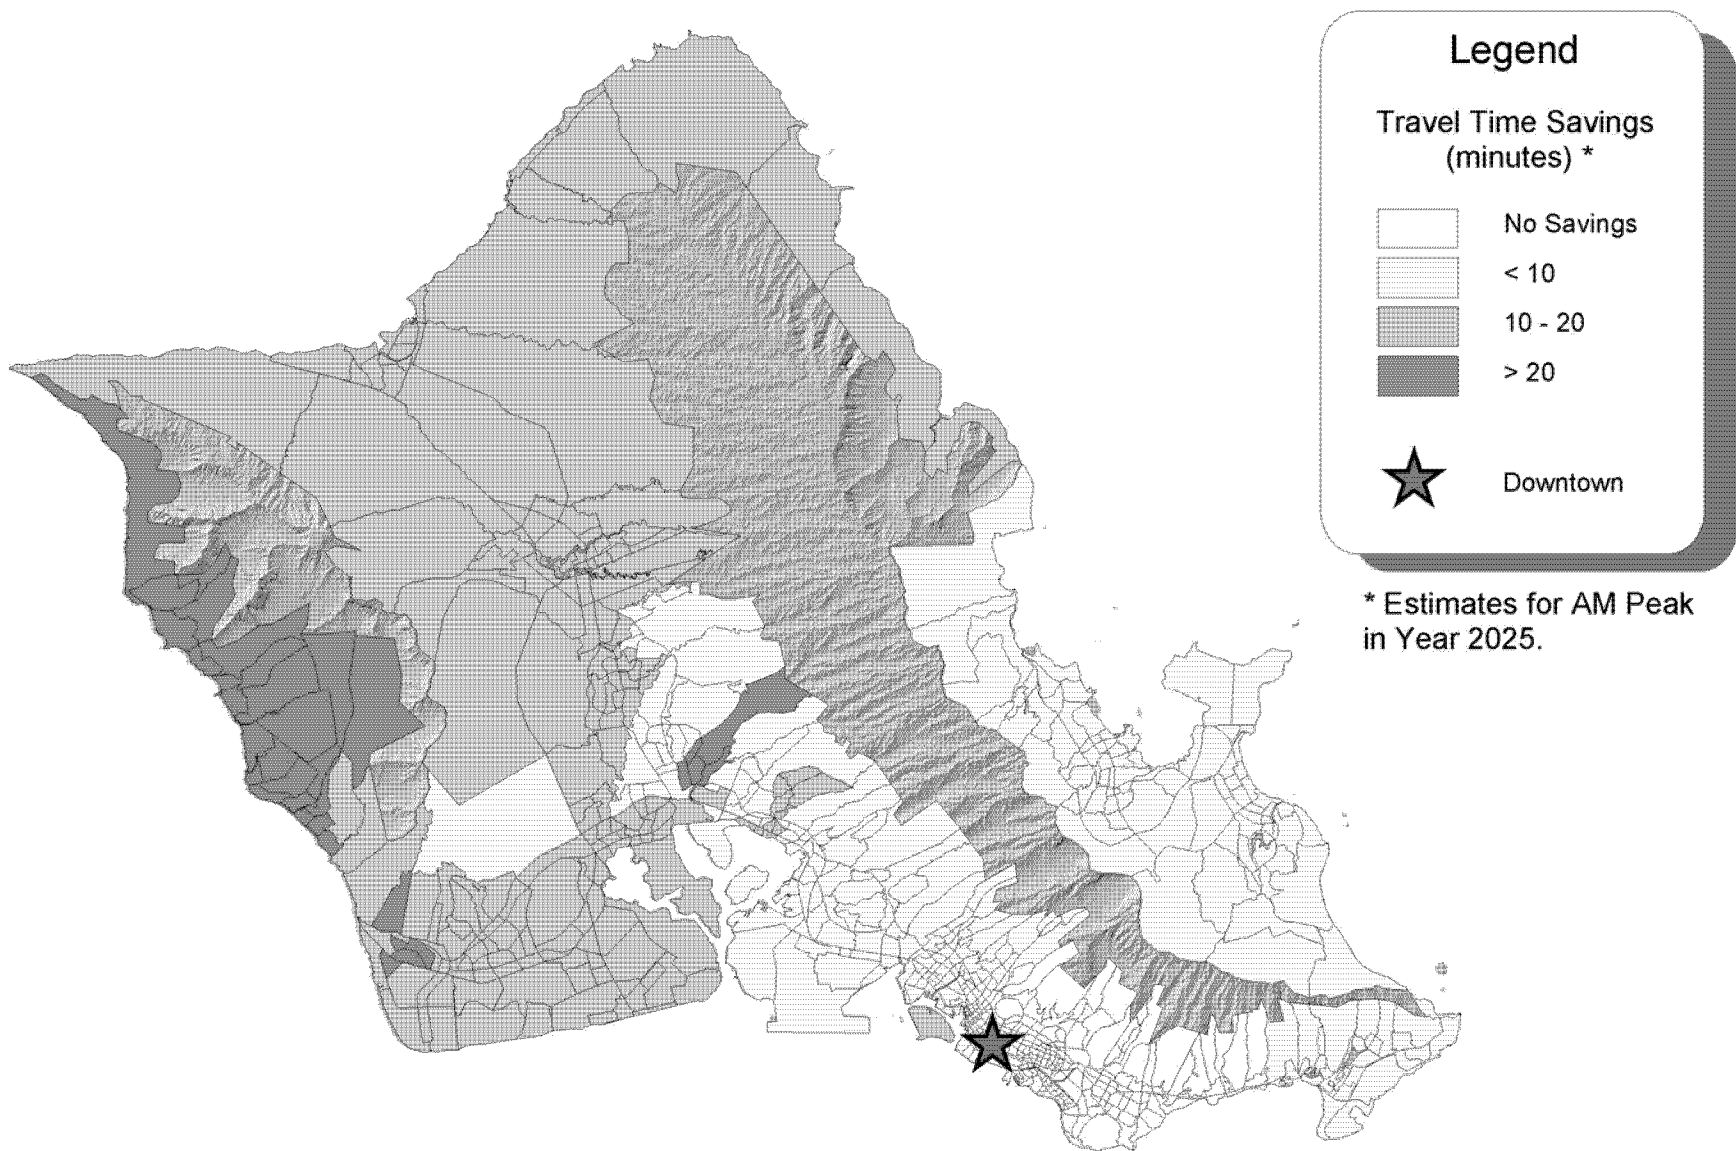 Legend
Travel Time Savings
(minutes) *
No Savings
< 10
10 - 20
> 20
Downtown
* Estimates for AM Peak
in Year 2025.